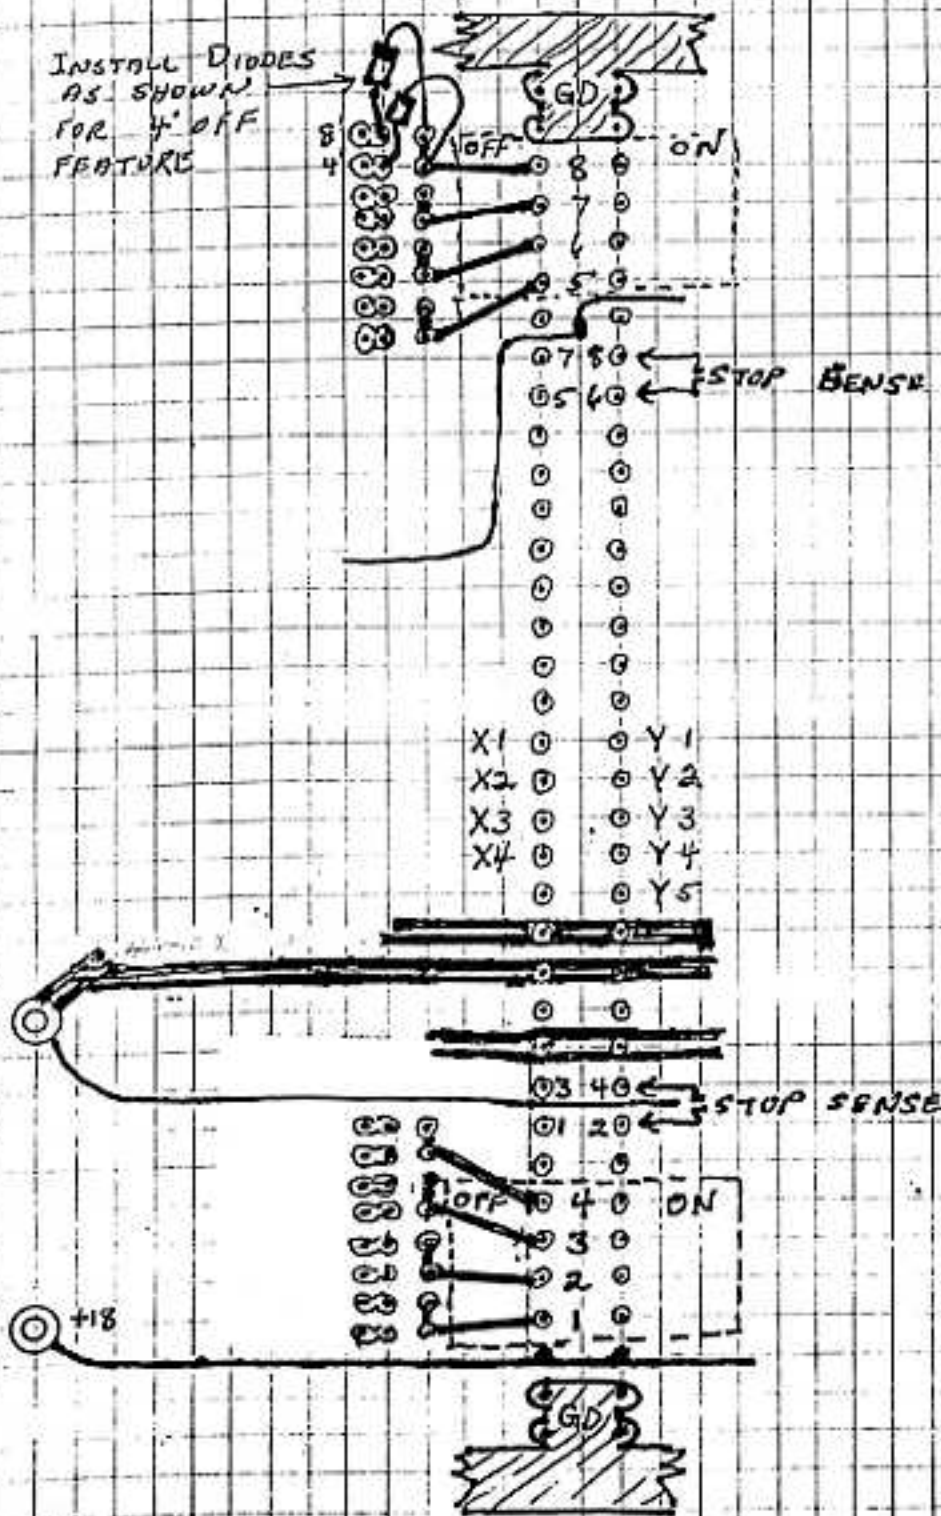 INSTALL DIODES
AS SHOWN
FOR 4' OFF
FEATURE
GD
8
4
OFF
ON
8
7
6
5
7 8
5 6
STOP SENSE
X1 Y1
X2 Y2
X3 Y3
X4 Y4
Y5
3 4
1 2
STOP SENSE
OFF
ON
4
3
2
1
+18
GD